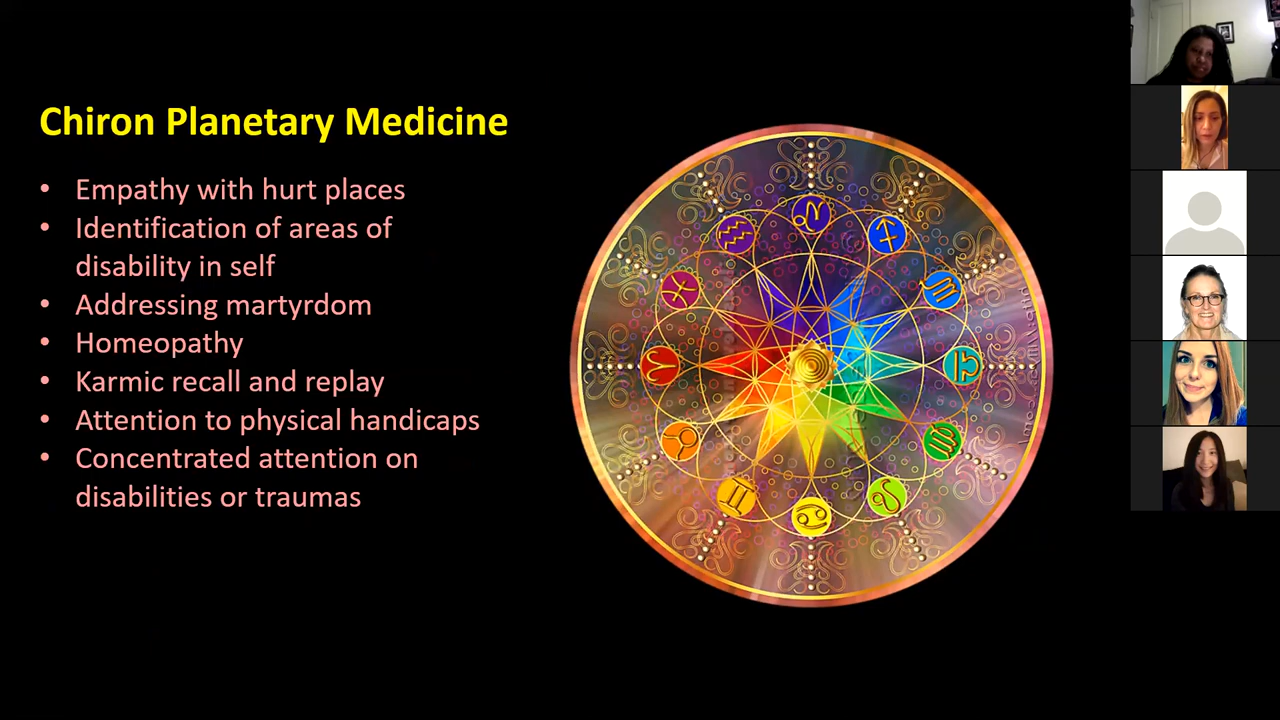 Chiron Planetary Medicine
• Empathy with hurt places
• Identification of areas of
disability in self
• Addressing martyrdom
• Homeopathy
• Karmic recall and replay
• Attention to physical handicaps
• Concentrated attention on
disabilities or traumas